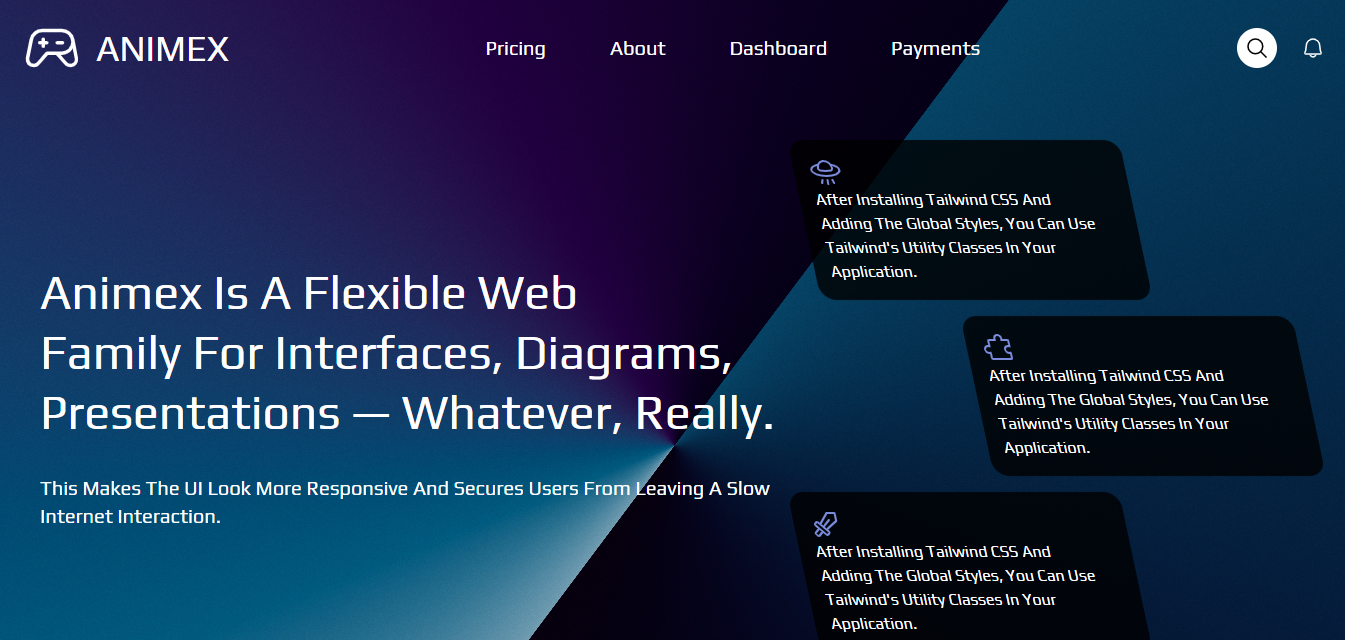 ANIMEX
Pricing
About
Dashboard
Payments
Animex Is A Flexible Web
Family For Interfaces, Diagrams,
Presentations — Whatever, Really.
This Makes The UI Look More Responsive And Secures Users From Leaving A Slow
Internet Interaction.
After Installing Tailwind CSS And
Adding The Global Styles, You Can Use
Tailwind's Utility Classes In Your
Application.
After Installing Tailwind CSS And
Adding The Global Styles, You Can Use
Tailwind's Utility Classes In Your
Application.
After Installing Tailwind CSS And
Adding The Global Styles, You Can Use
Tailwind's Utility Classes In Your
Application.